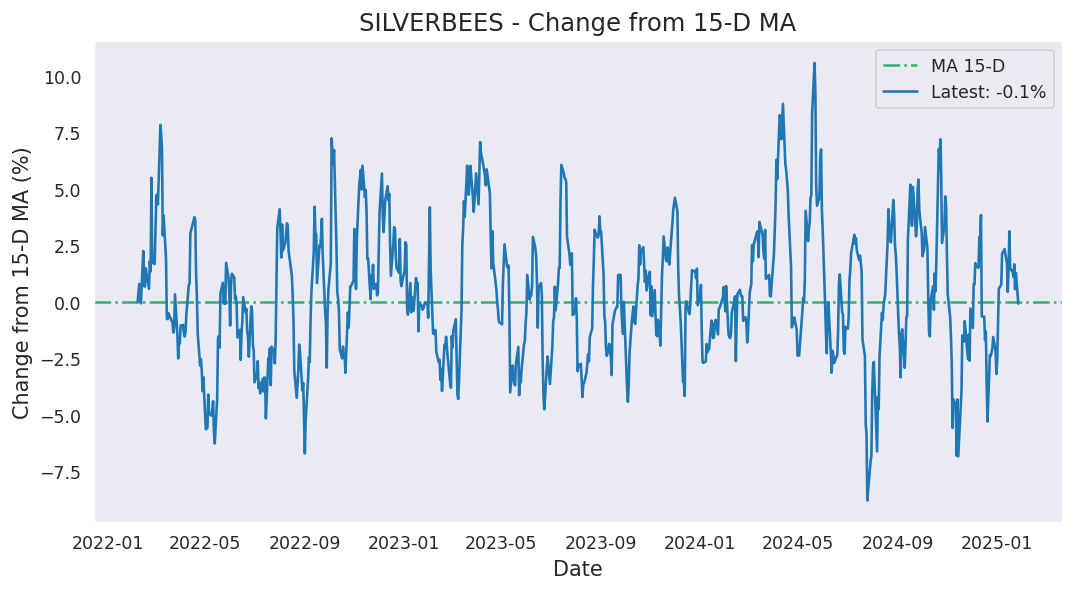 SILVERBEES - Change from 15-D MA
MA 15-D
Latest: -0.1%
Change from 15-D MA (%)
10.0
7.5
5.0
2.5
0.0
−2.5
−5.0
−7.5
2022-01 2022-05 2022-09 2023-01 2023-05 2023-09 2024-01 2024-05 2024-09 2025-01
Date